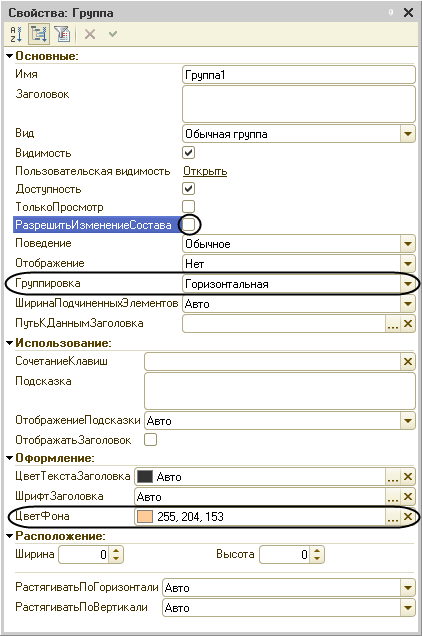 Свойства: Группа
Основные:
Имя Группа1
Заголовок
Вид Обычная группа
Видимость
Пользовательская видимость Открыть
Доступность
ТолькоПросмотр
РазрешитьИзменениеСостава
Поведение Обычное
Отображение Нет
Группировка Горизонтальная
ШиринаПодчиненныхЭлементов Авто
ПутьКДаннымЗаголовка ...
Использование:
СочетаниеКлавиш
Подсказка
ОтображениеПодсказки Авто
ОтображатьЗаголовок
Оформление:
ЦветТекстаЗаголовка Авто ...
ШрифтЗаголовка Авто ...
ЦветФона 255, 204, 153 ...
Расположение:
Ширина 0 Высота 0
РастягиватьПоГоризонтали Авто
РастягиватьПоВертикали Авто